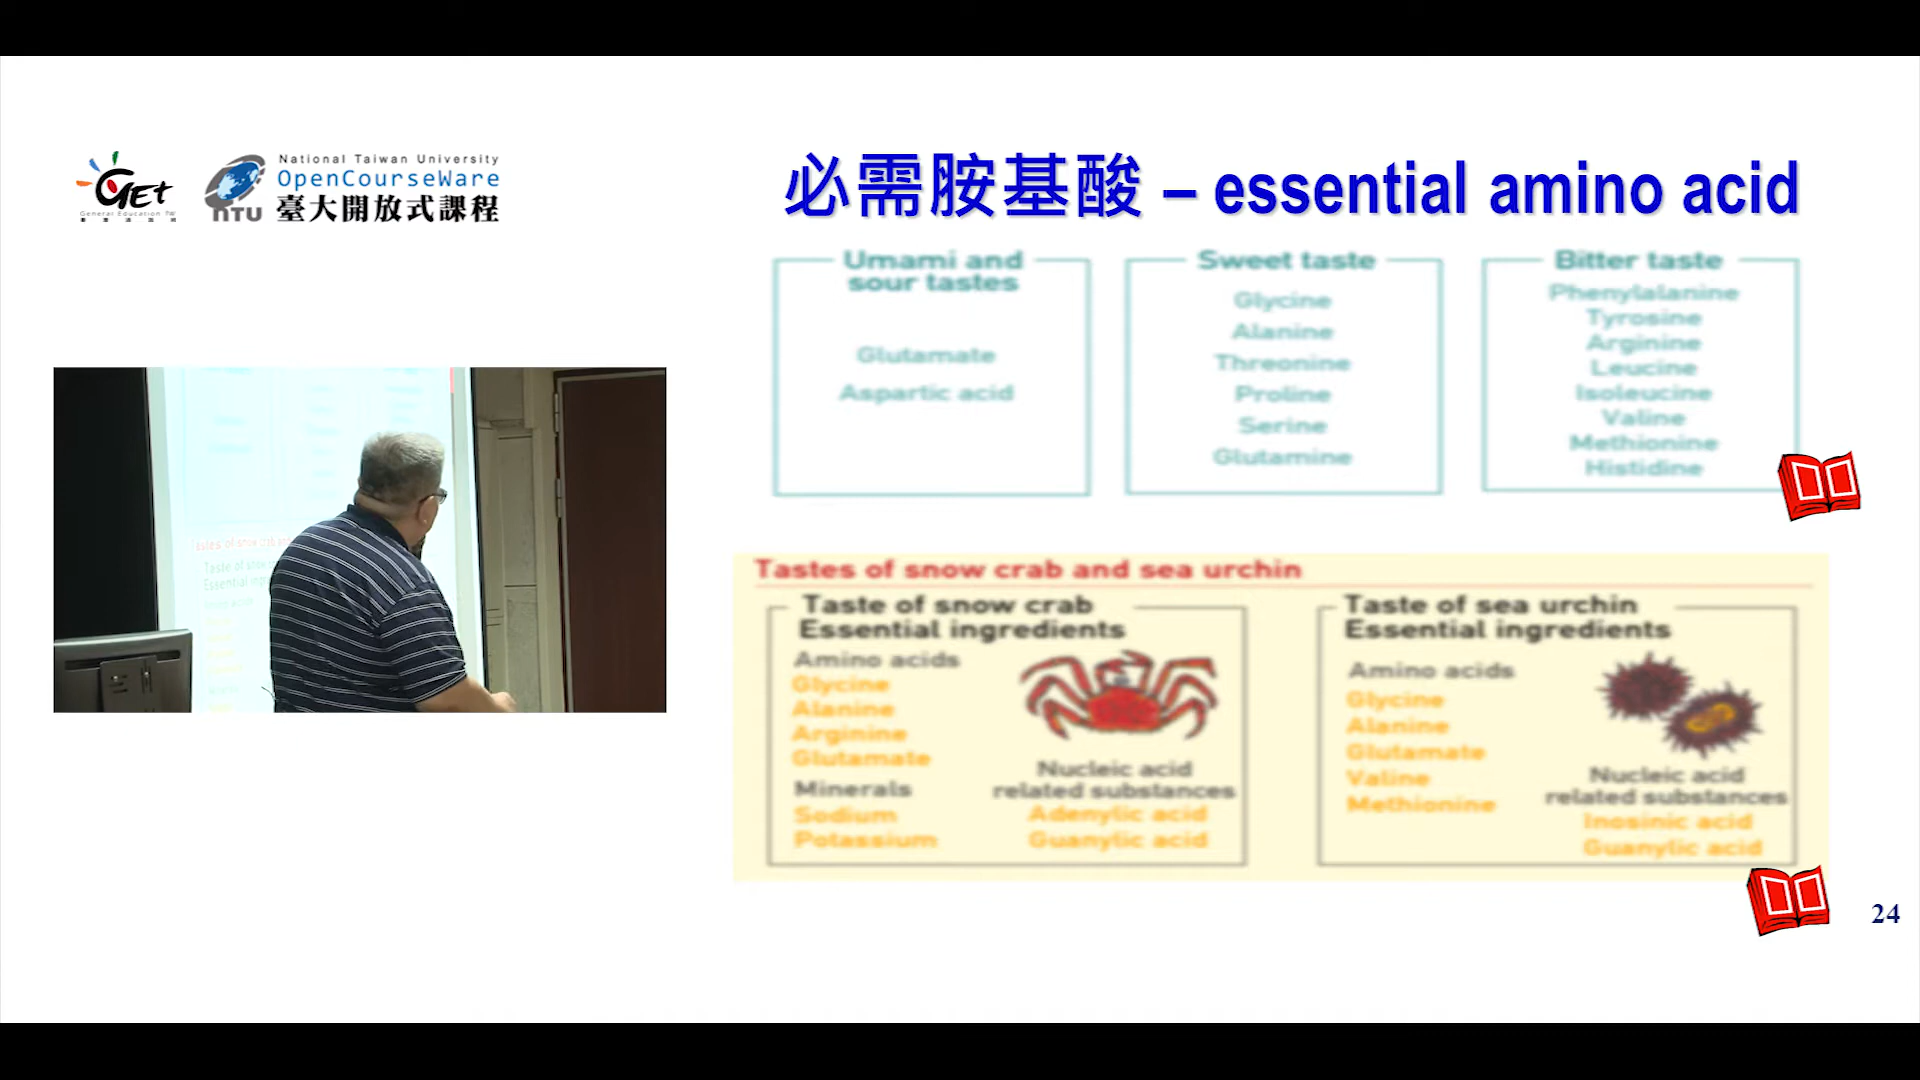 GEt
General Education TW
NTU
National Taiwan University
OpenCourseWare
臺大開放式課程
必需胺基酸 – essential amino acid
Umami and
sour tastes
Glutamate
Aspartic acid
Sweet taste
Glycine
Alanine
Threonine
Proline
Serine
Glutamine
Bitter taste
Phenylalanine
Tyrosine
Arginine
Leucine
Isoleucine
Valine
Methionine
Histidine
Tastes of snow crab and sea urchin
Taste of snow crab
Essential ingredients
Amino acids
Glycine
Alanine
Arginine
Glutamate
Minerals
Sodium
Potassium
Nucleic acid
related substances
Adenylic acid
Guanylic acid
Taste of sea urchin
Essential ingredients
Amino acids
Glycine
Alanine
Glutamate
Valine
Methionine
Nucleic acid
related substances
Inosinic acid
Guanylic acid
24